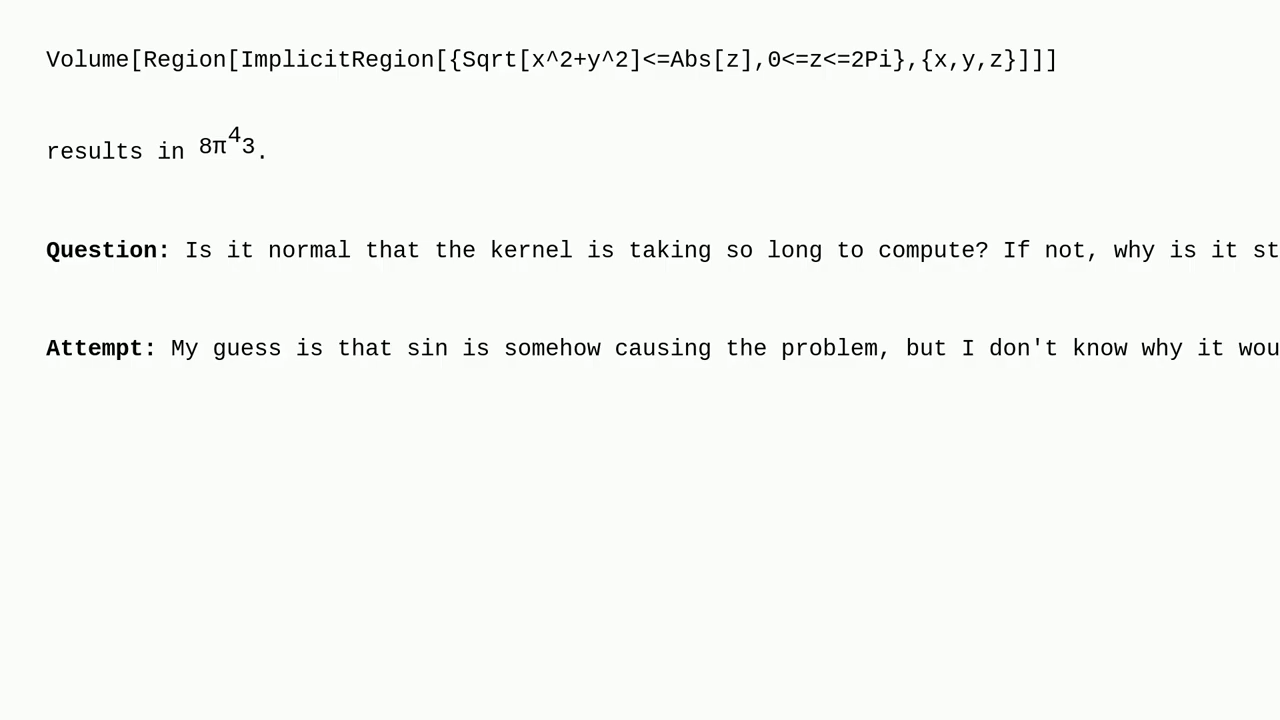 Volume[Region[ImplicitRegion[{Sqrt[x^2+y^2]<=Abs[z],0<=z<=2Pi},{x,y,z}]]]
results in 8π⁴3.
Question: Is it normal that the kernel is taking so long to compute? If not, why is it st
Attempt: My guess is that sin is somehow causing the problem, but I don't know why it wou